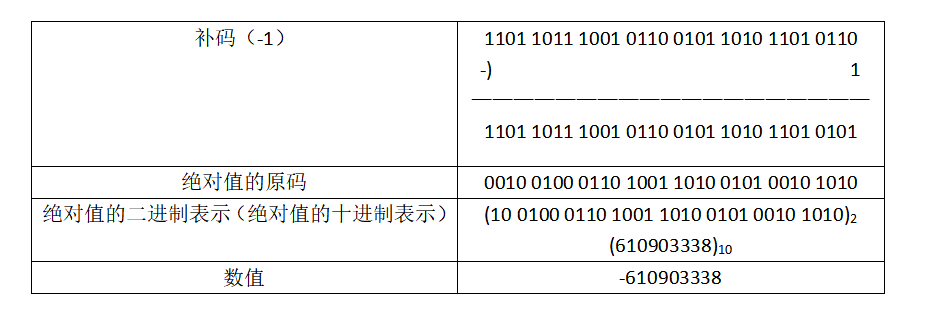 补码（-1）
1101 1011 1001 0110 0101 1010 1101 0110
-) 1
————————————————————
1101 1011 1001 0110 0101 1010 1101 0101
绝对值的原码
0010 0100 0110 1001 1010 0101 0010 1010
绝对值的二进制表示（绝对值的十进制表示）
(10 0100 0110 1001 1010 0101 0010 1010)₂
(610903338)₁₀
数值
-610903338